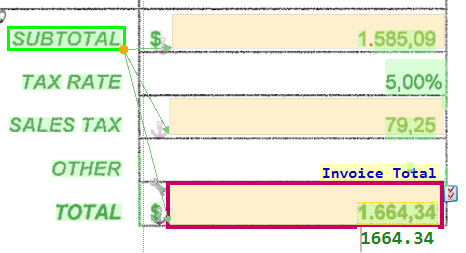 SUBTOTAL $ 1.585,09
TAX RATE 5,00%
SALES TAX 79,25
OTHER
Invoice Total
TOTAL $ 1.664,34
1664.34